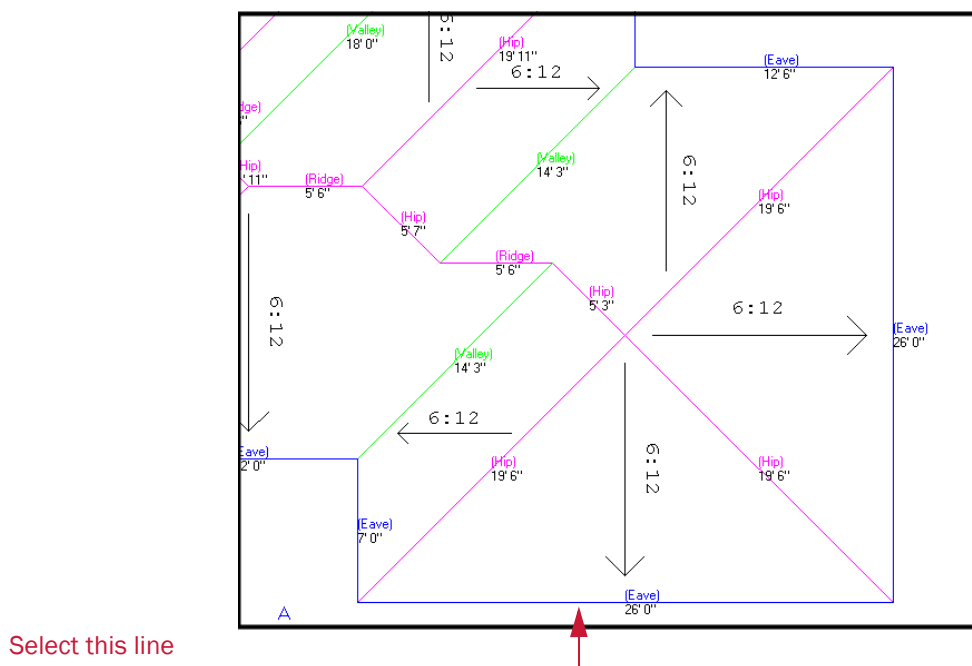 (Valley)
18' 0"
6:12
(Hip)
19' 11"
6:12
(Eave)
12' 6"
(Valley)
14' 3"
6:12
(Hip)
19' 6"
(Ridge)
5' 6"
(Hip)
5' 7"
(Ridge)
5' 6"
(Hip)
5' 3"
6:12
6:12
(Eave)
26' 0"
(Valley)
14' 3"
6:12
6:12
(Hip)
19' 6"
(Hip)
19' 6"
(Eave)
7' 0"
(Eave)
26' 0"
A
Select this line